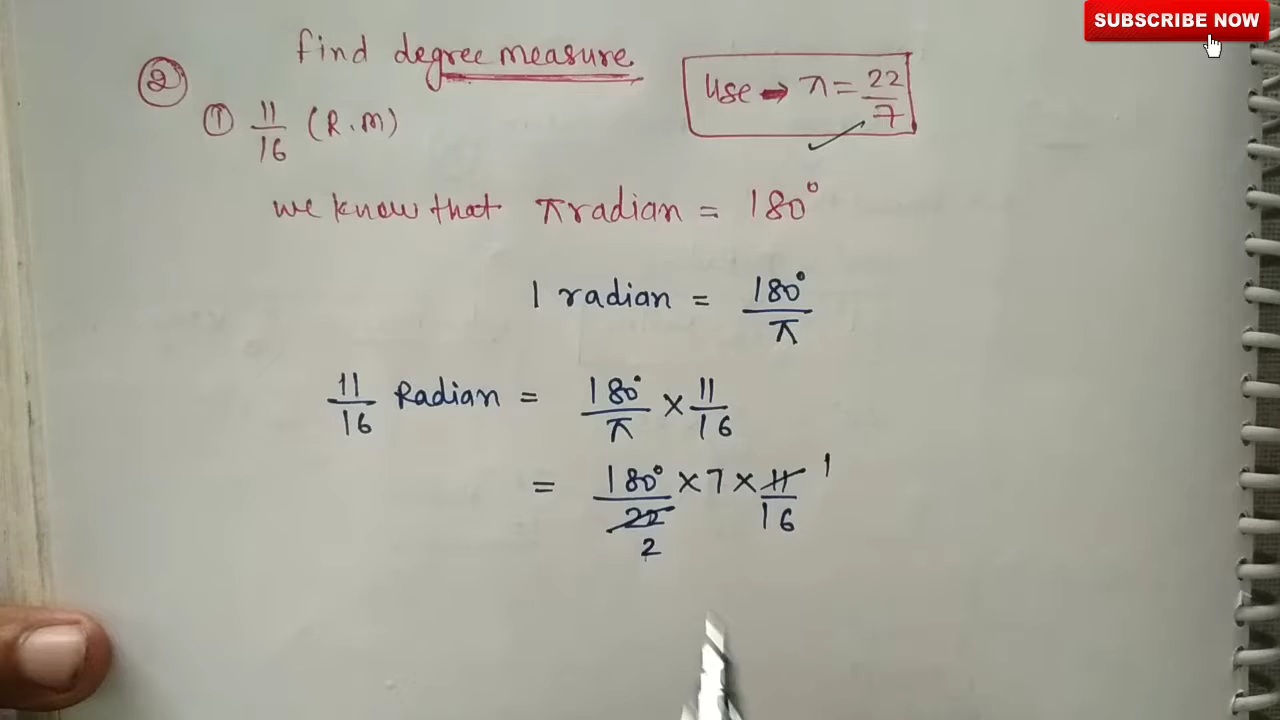 SUBSCRIBE NOW
find degree measure
② ① 11/16 (R.M)
Use → π = 22/7
we know that π radian = 180°
1 radian = 180°/π
11/16 Radian = 180°/π × 11/16
= 180°/22 × 7 × 11/16 1
2